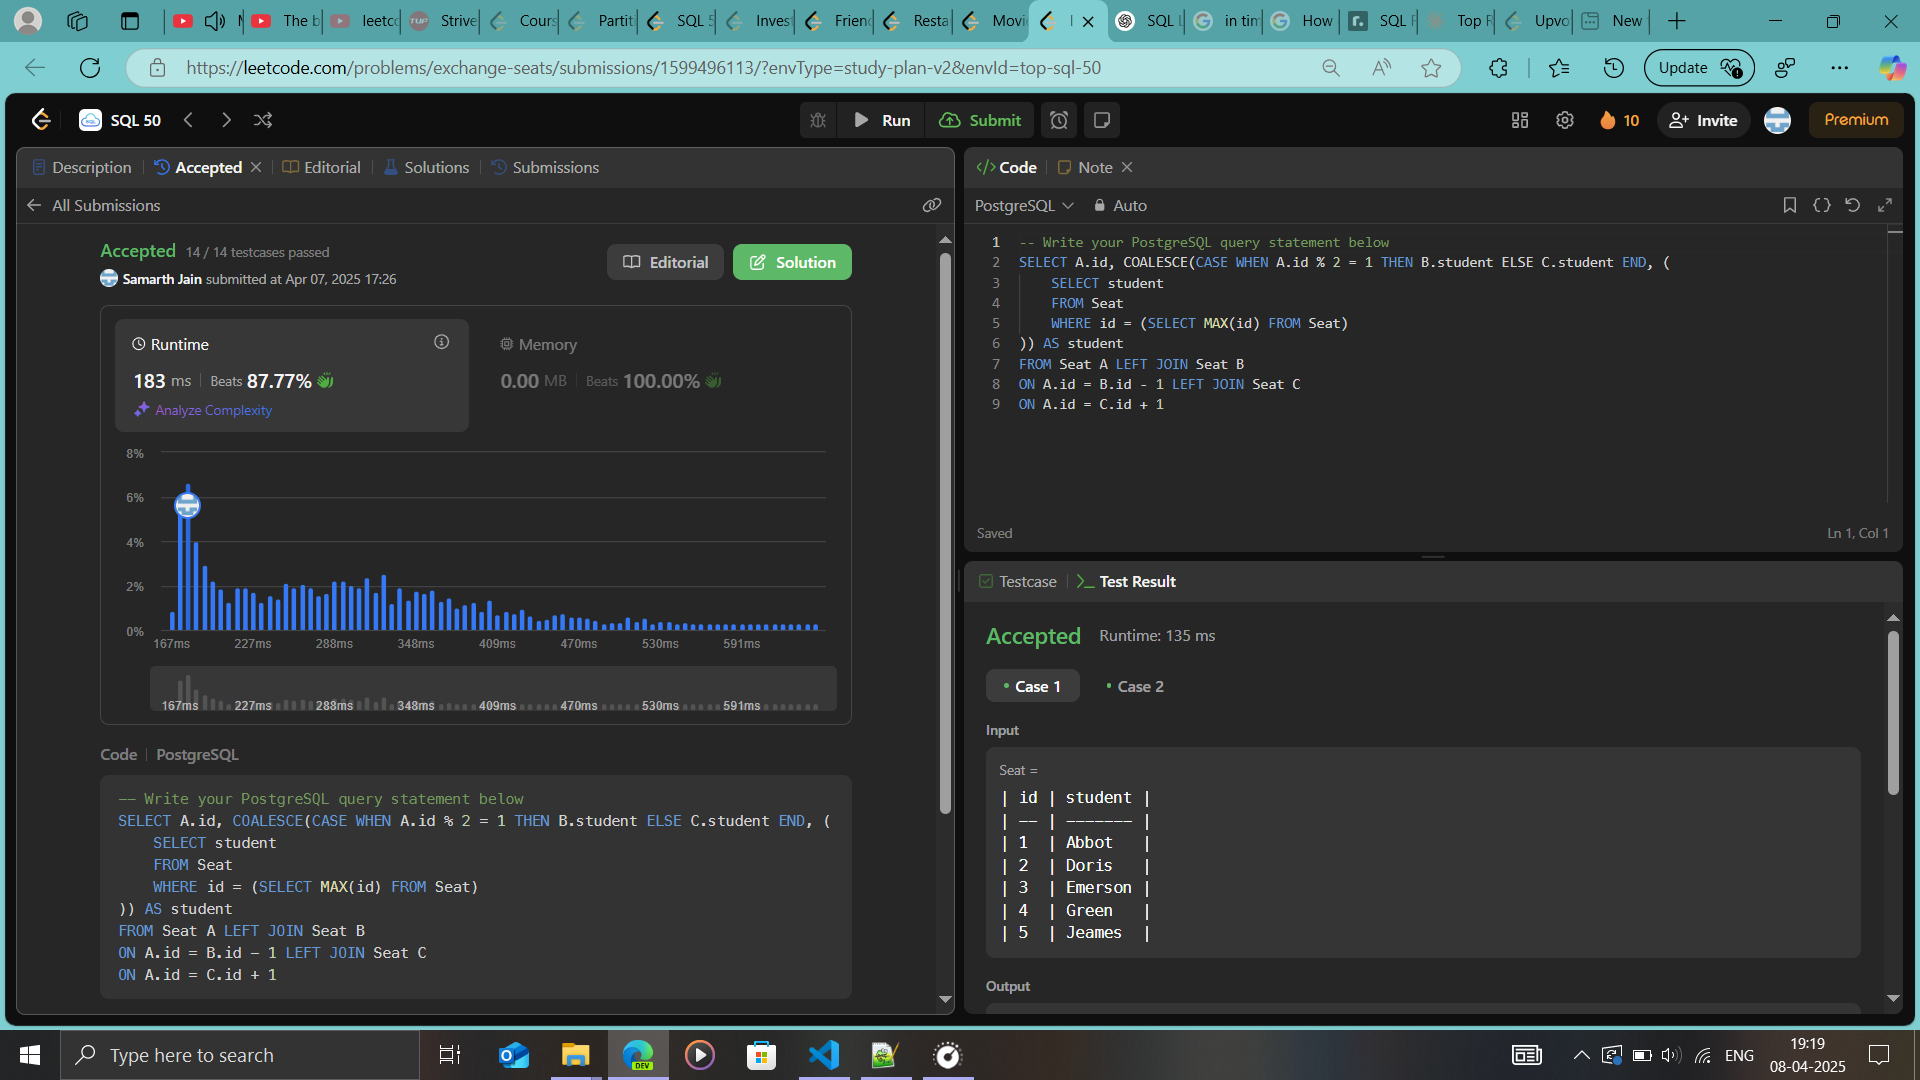 The b
leetc
Strive
Cours
Partiti
SQL 5
Invest
Friend
Resta
Movi
SQL L
in tim
How
SQL P
Top R
Upvo
New
https://leetcode.com/problems/exchange-seats/submissions/1599496113/?envType=study-plan-v2&envId=top-sql-50
Update
SQL 50
Run
Submit
10
Invite
Premium
Description
Accepted
Editorial
Solutions
Submissions
All Submissions
Accepted 14 / 14 testcases passed
Samarth Jain submitted at Apr 07, 2025 17:26
Editorial
Solution
Runtime
183 ms | Beats 87.77%
Analyze Complexity
Memory
0.00 MB | Beats 100.00%
8%
6%
4%
2%
0%
167ms 227ms 288ms 348ms 409ms 470ms 530ms 591ms
167ms 227ms 288ms 348ms 409ms 470ms 530ms 591ms
Code | PostgreSQL
-- Write your PostgreSQL query statement below
SELECT A.id, COALESCE(CASE WHEN A.id % 2 = 1 THEN B.student ELSE C.student END, (
SELECT student
FROM Seat
WHERE id = (SELECT MAX(id) FROM Seat)
)) AS student
FROM Seat A LEFT JOIN Seat B
ON A.id = B.id - 1 LEFT JOIN Seat C
ON A.id = C.id + 1
</> Code
Note
PostgreSQL
Auto
1 -- Write your PostgreSQL query statement below
2 SELECT A.id, COALESCE(CASE WHEN A.id % 2 = 1 THEN B.student ELSE C.student END, (
3 SELECT student
4 FROM Seat
5 WHERE id = (SELECT MAX(id) FROM Seat)
6 )) AS student
7 FROM Seat A LEFT JOIN Seat B
8 ON A.id = B.id - 1 LEFT JOIN Seat C
9 ON A.id = C.id + 1
Saved
Ln 1, Col 1
Testcase
Test Result
Accepted Runtime: 135 ms
Case 1
Case 2
Input
Seat =
| id | student |
| -- | ------- |
| 1 | Abbot |
| 2 | Doris |
| 3 | Emerson |
| 4 | Green |
| 5 | Jeames |
Output
Type here to search
DEV
ENG
19:19
08-04-2025